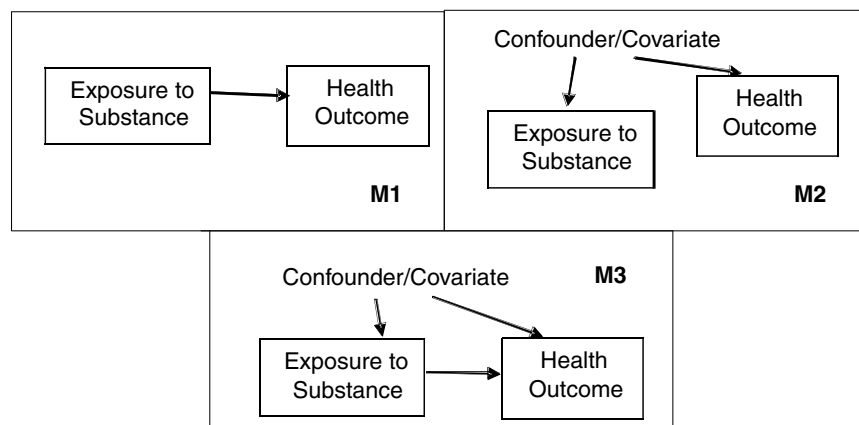 Exposure to
Substance
Health
Outcome
M1
Confounder/Covariate
Exposure to
Substance
Health
Outcome
M2
Confounder/Covariate
M3
Exposure to
Substance
Health
Outcome